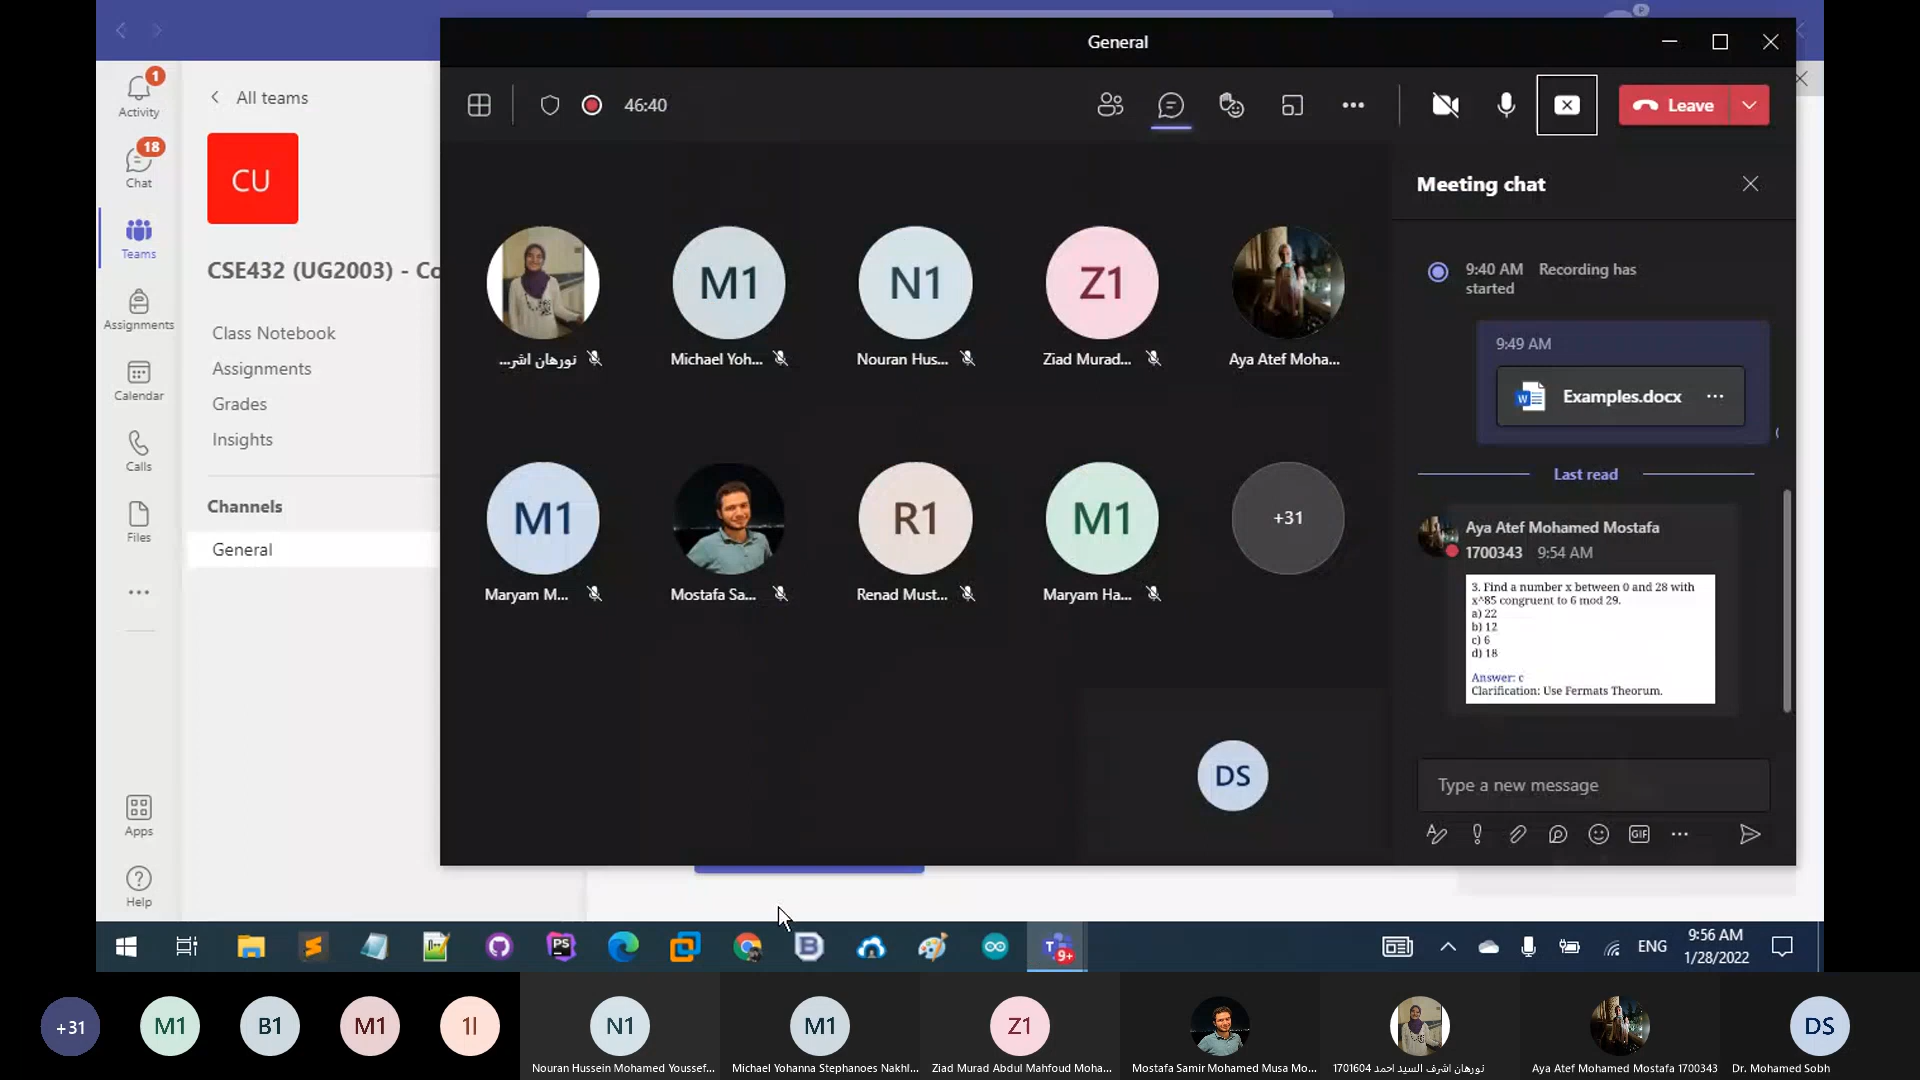 General
1
Activity
18
Chat
Teams
Assignments
Calendar
Calls
Files
Apps
Help
All teams
CU
CSE432 (UG2003) - Co
Class Notebook
Assignments
Grades
Insights
Channels
General
46:40
Leave
نورهان اشر...
M1
Michael Yoh...
N1
Nouran Hus...
Z1
Ziad Murad...
Aya Atef Moha...
M1
Maryam M...
Mostafa Sa...
R1
Renad Must...
M1
Maryam Ha...
+31
DS
Meeting chat
9:40 AM Recording has
started
9:49 AM
Examples.docx
Last read
Aya Atef Mohamed Mostafa
1700343 9:54 AM
3. Find a number x between 0 and 28 with
x^85 congruent to 6 mod 29.
a) 22
b) 12
c) 6
d) 18
Answer: c
Clarification: Use Fermats Theorum.
Type a new message
GIF
PS
9+
ENG
9:56 AM
1/28/2022
+31
M1
B1
M1
1l
N1
Nouran Hussein Mohamed Youssef...
M1
Michael Yohanna Stephanoes Nakhl...
Z1
Ziad Murad Abdul Mahfoud Moha...
Mostafa Samir Mohamed Musa Mo...
نورهان اشرف السيد احمد 1701604
Aya Atef Mohamed Mostafa 1700343
DS
Dr. Mohamed Sobh